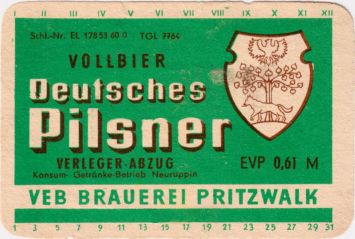 I II III IV V VI VII VIII IX X XI XII
Schl.-Nr. EL 17853 60 0 TGL 7764
VOLLBIER
Deutsches
Pilsner
VERLEGER-ABZUG
Konsum-Getränke-Betrieb Neuruppin
EVP 0,61 M
VEB BRAUEREI PRITZWALK
1 3 5 7 9 11 13 15 17 19 21 23 25 27 29 31